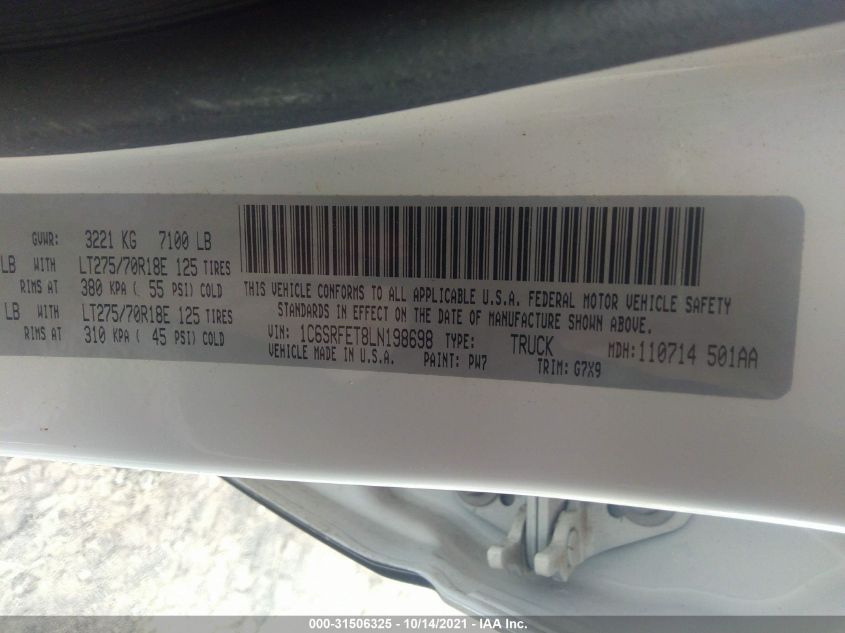 GVWR: 3221 KG 7100 LB
LB WITH LT275/70R18E 125 TIRES
RIMS AT 380 KPA ( 55 PSI) COLD
LB WITH LT275/70R18E 125 TIRES
RIMS AT 310 KPA ( 45 PSI) COLD
THIS VEHICLE CONFORMS TO ALL APPLICABLE U.S.A. FEDERAL MOTOR VEHICLE SAFETY
STANDARDS IN EFFECT ON THE DATE OF MANUFACTURE SHOWN ABOVE.
VIN: 1C6SRFET8LN198698 TYPE: TRUCK MDH:110714 501AA
VEHICLE MADE IN U.S.A. PAINT: PW7 TRIM: G7X9
000-31506325 - 10/14/2021 - IAA Inc.